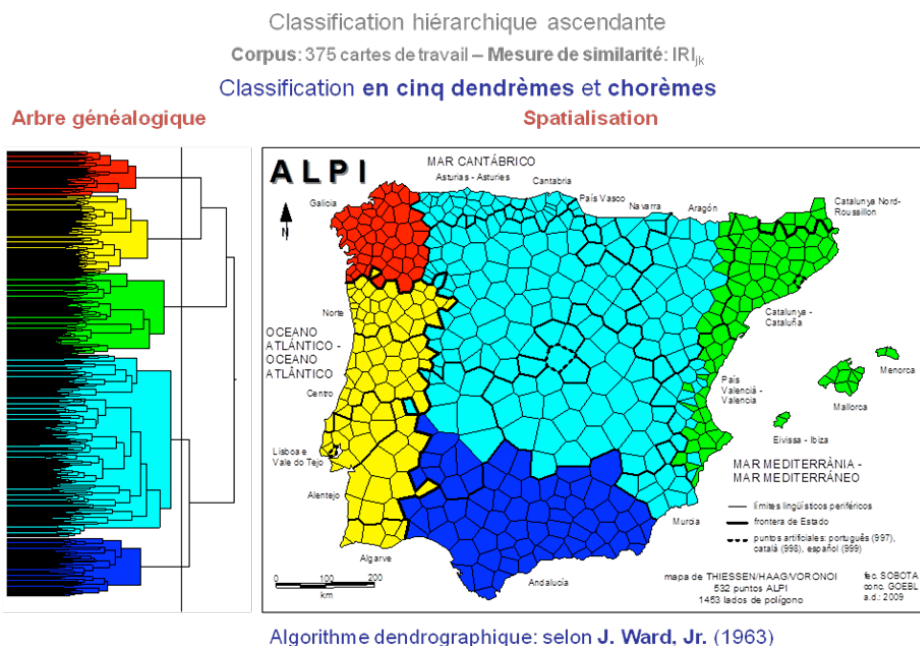 Classification hiérarchique ascendante
Corpus: 375 cartes de travail – Mesure de similarité: IRIjk
Classification en cinq dendrèmes et chorèmes
Arbre généalogique
Spatialisation
ALPI
MAR CANTÁBRICO
Asturias - Asturies
Cantabria
Galicia
País Vasco
Navarra
Aragón
Catalunya Nord-
Roussillon
N
Norte
OCEANO
ATLÁNTICO -
OCEANO
ATLÂNTICO
Centro
Lisboa e
Vale do Tejo
Alentejo
Algarve
Catalunya -
Cataluña
Menorca
Mallorca
País
Valencià-
Valencia
Eivissa - Ibiza
MAR MEDITERRÀNIA -
MAR MEDITERRÁNEO
Murcia
Andalucía
límites lingüísticos periféricos
frontera de Estado
puntos artificiales: português (997),
català (998), español (999)
0 100 200
km
mapa de THIESSEN/HAAG/VORONOI
532 puntos ALPI
1463 lados de polígono
fec. SOBOTA
conc. GOEBL
a.d.: 2009
Algorithme dendrographique: selon J. Ward, Jr. (1963)